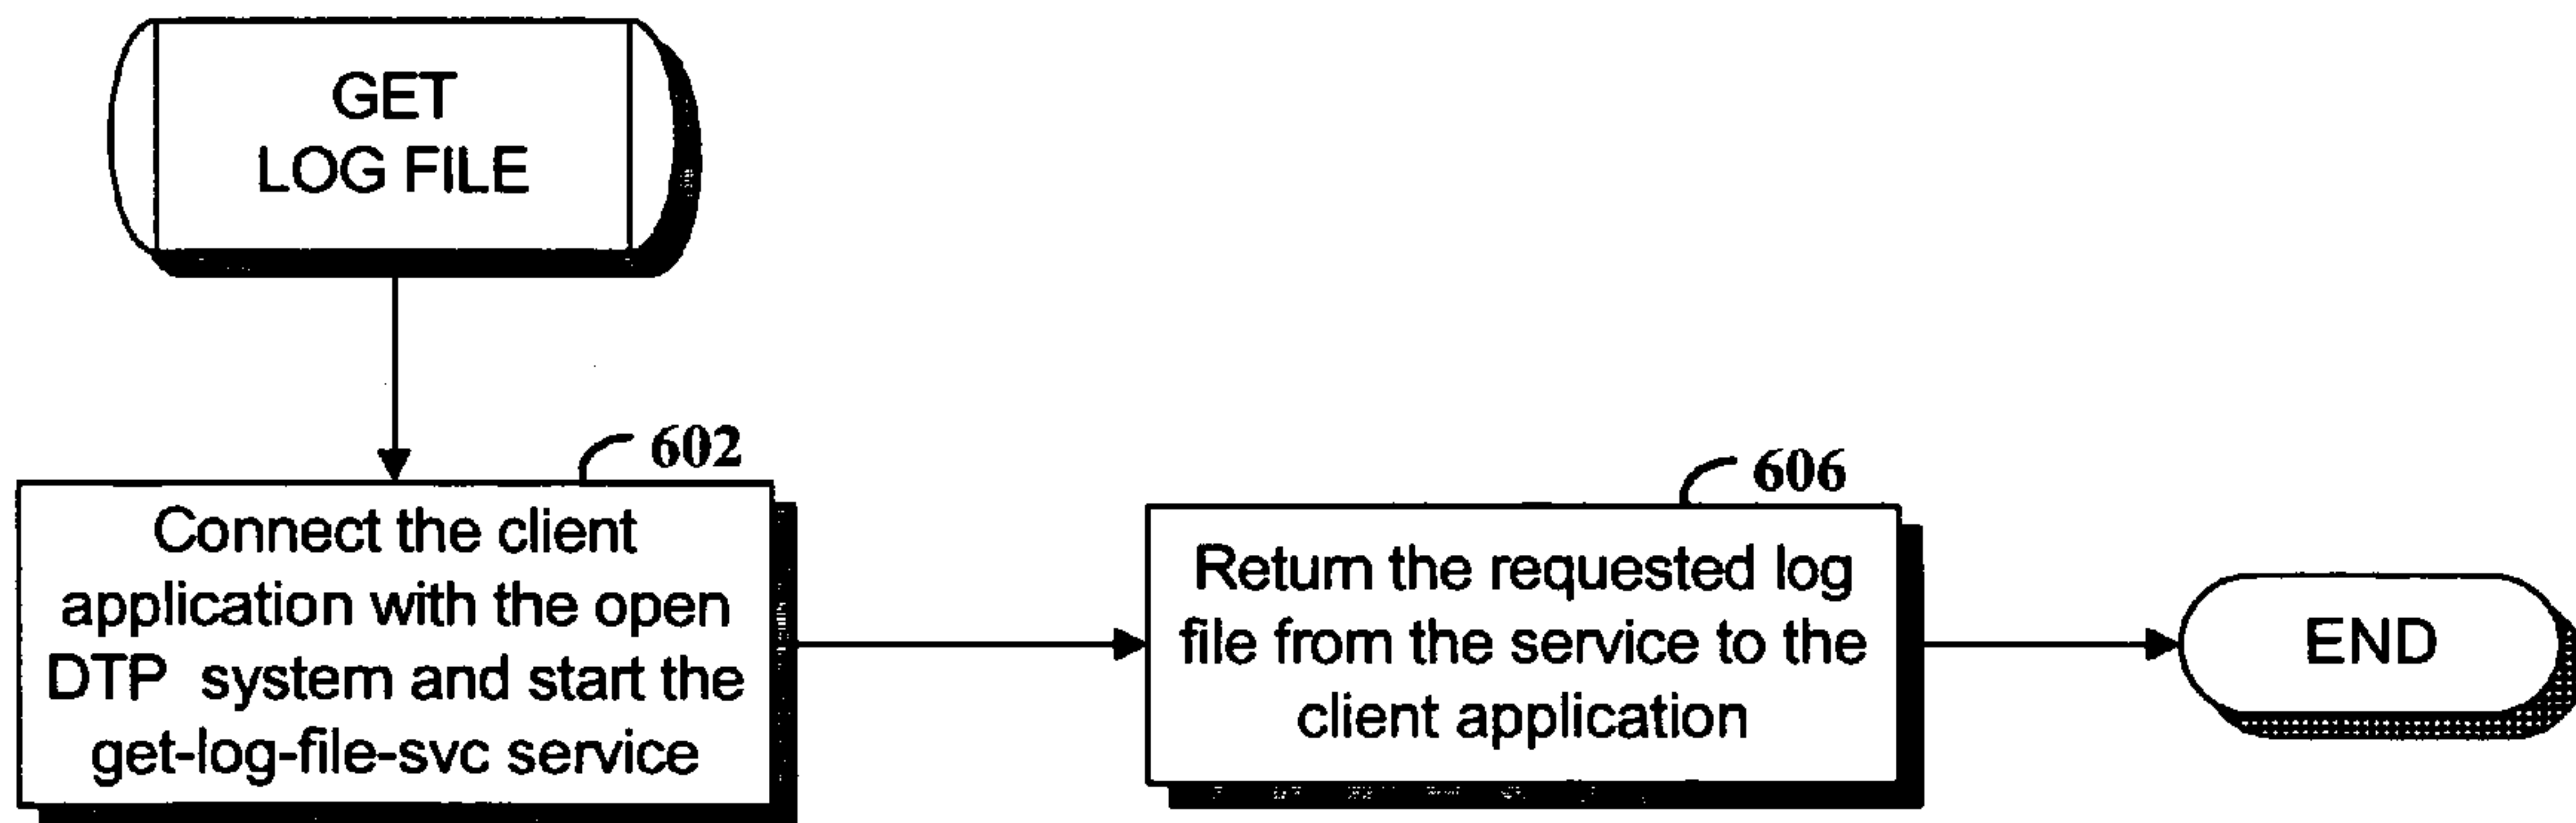 GET
LOG FILE
602
Connect the client
application with the open
DTP system and start the
get-log-file-svc service
606
Return the requested log
file from the service to the
client application
END